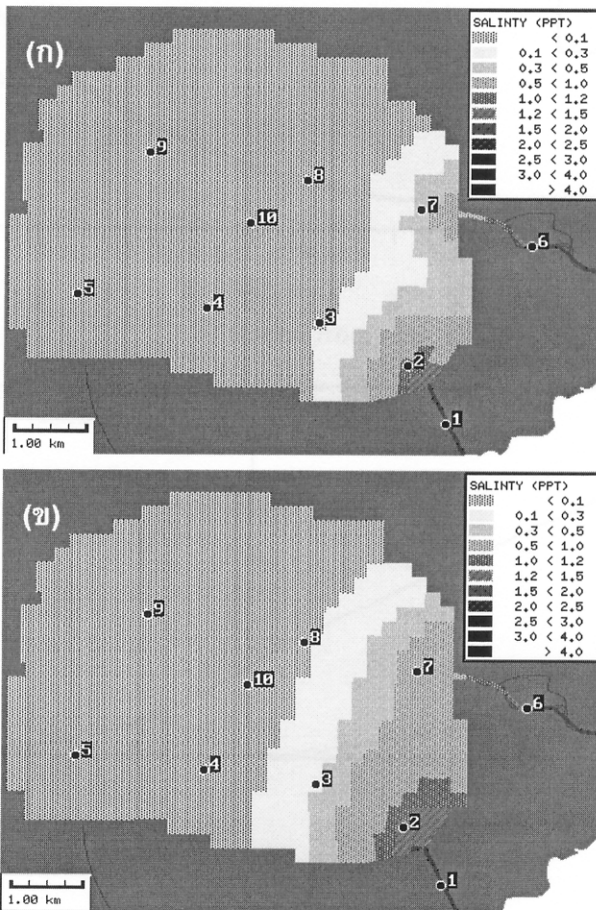 (ก)
SALINTY (PPT)
< 0.1
0.1 < 0.3
0.3 < 0.5
0.5 < 1.0
1.0 < 1.2
1.2 < 1.5
1.5 < 2.0
2.0 < 2.5
2.5 < 3.0
3.0 < 4.0
> 4.0
9
8
7
10
6
5
4
3
2
1
1.00 km
(ข)
SALINTY (PPT)
< 0.1
0.1 < 0.3
0.3 < 0.5
0.5 < 1.0
1.0 < 1.2
1.2 < 1.5
1.5 < 2.0
2.0 < 2.5
2.5 < 3.0
3.0 < 4.0
> 4.0
9
8
7
10
6
5
4
3
2
1
1.00 km